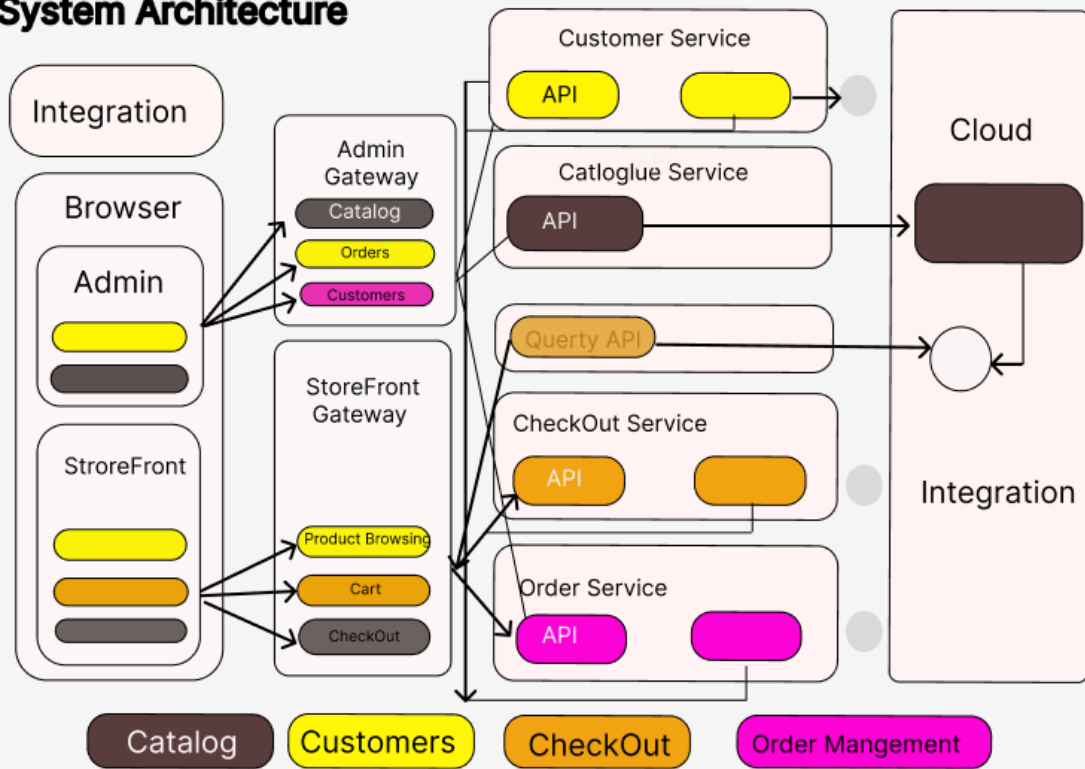 System Architecture
Integration
Browser
Admin
StroreFront
Admin
Gateway
Catalog
Orders
Customers
StoreFront
Gateway
Product Browsing
Cart
CheckOut
Customer Service
API
Catloglue Service
API
Querty API
CheckOut Service
API
Order Service
API
Cloud
Integration
Catalog
Customers
CheckOut
Order Mangement